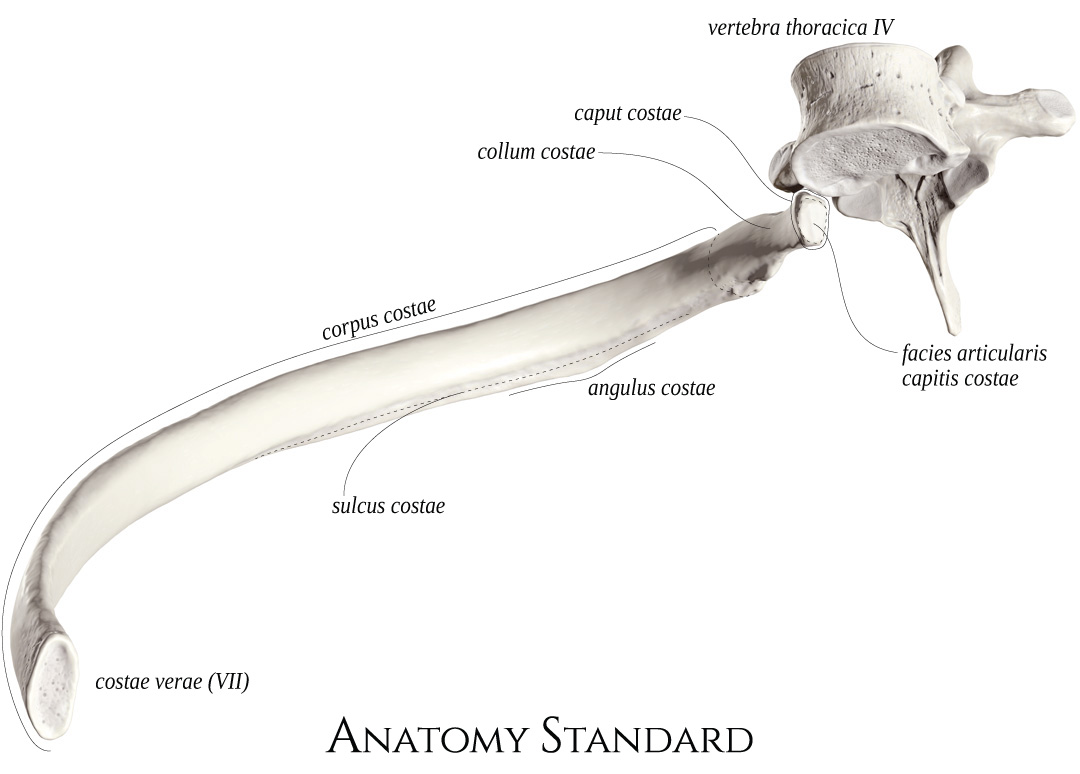 vertebra thoracica IV
caput costae
collum costae
corpus costae
facies articularis
capitis costae
angulus costae
sulcus costae
costae verae (VII)
Anatomy Standard